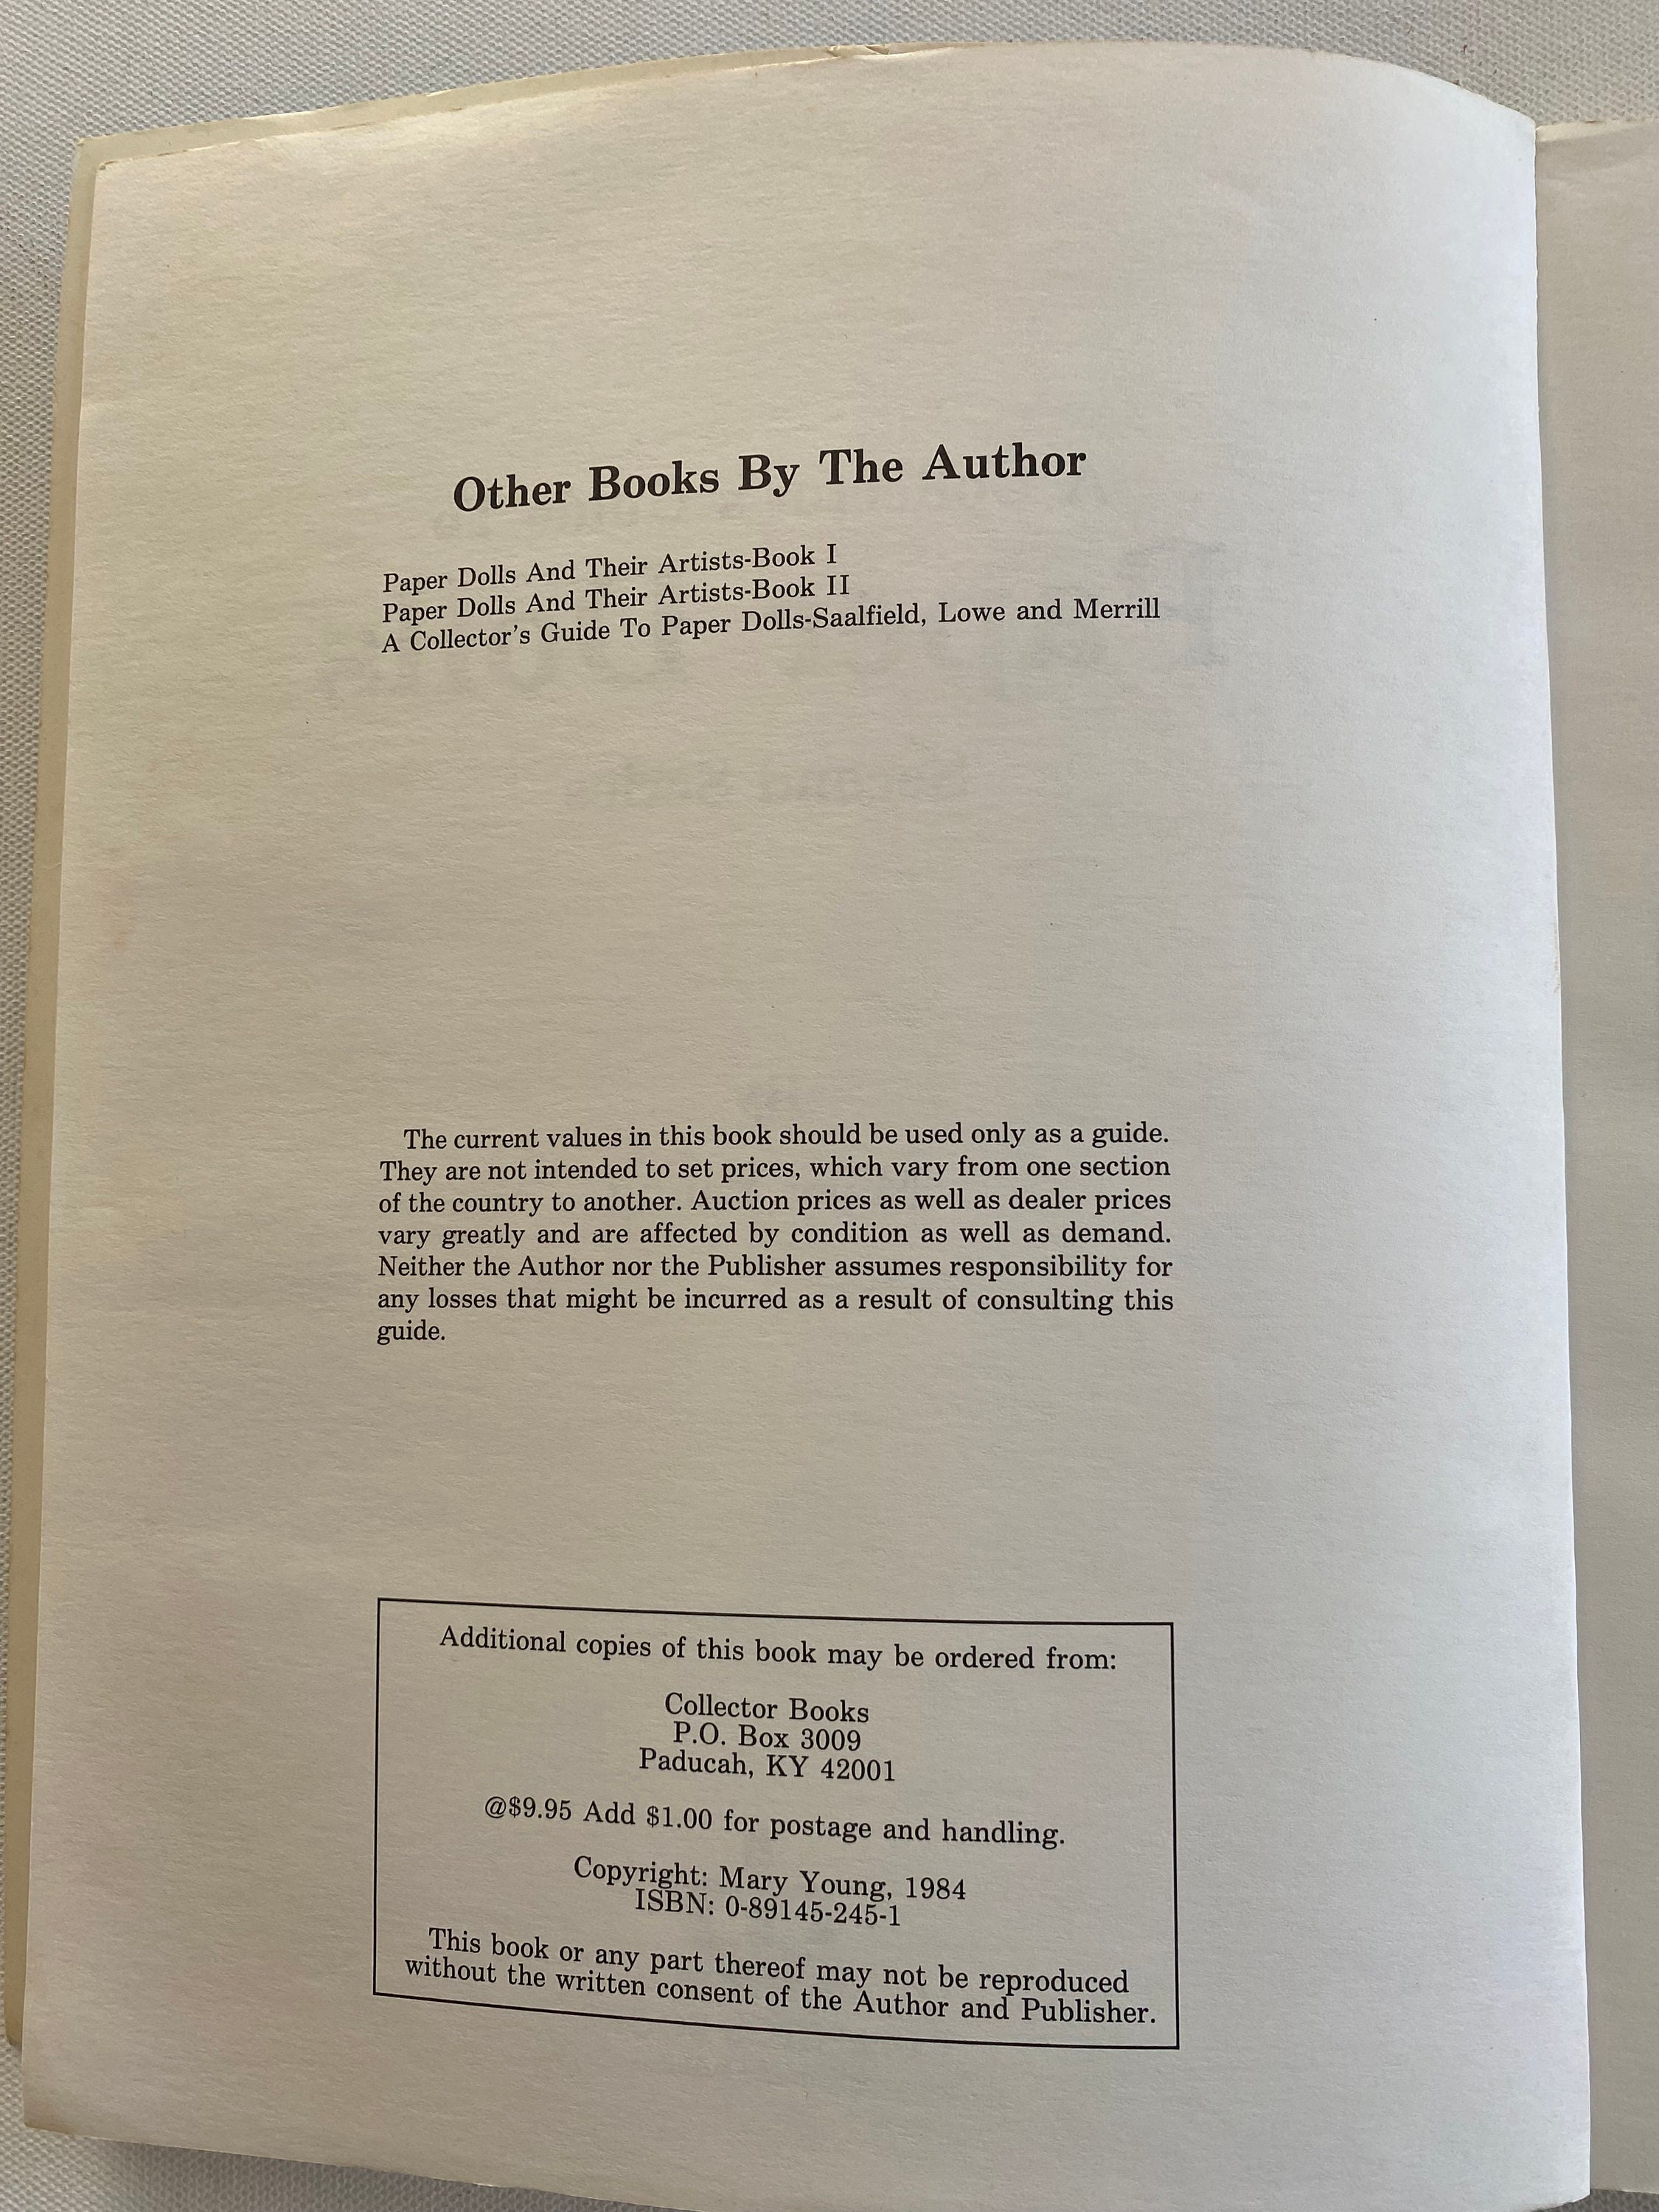 Other Books By The Author
Paper Dolls And Their Artists-Book I
Paper Dolls And Their Artists-Book II
A Collector's Guide To Paper Dolls-Saalfield, Lowe and Merrill
The current values in this book should be used only as a guide.
They are not intended to set prices, which vary from one section
of the country to another. Auction prices as well as dealer prices
vary greatly and are affected by condition as well as demand.
Neither the Author nor the Publisher assumes responsibility for
any losses that might be incurred as a result of consulting this
guide.
Additional copies of this book may be ordered from:
Collector Books
P.O. Box 3009
Paducah, KY 42001
@$9.95 Add $1.00 for postage and handling.
Copyright: Mary Young, 1984
ISBN: 0-89145-245-1
This book or any part thereof may not be reproduced
without the written consent of the Author and Publisher.